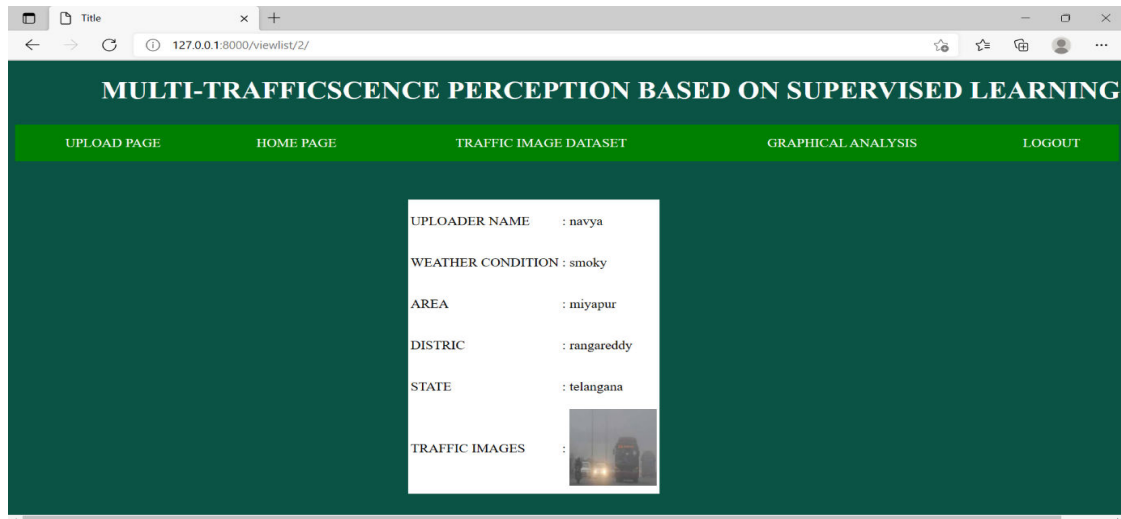 Title
127.0.0.1:8000/viewlist/2/
MULTI-TRAFFICSCENCE PERCEPTION BASED ON SUPERVISED LEARNING
UPLOAD PAGE HOME PAGE TRAFFIC IMAGE DATASET GRAPHICAL ANALYSIS LOGOUT
UPLOADER NAME : navya
WEATHER CONDITION : smoky
AREA : miyapur
DISTRIC : rangareddy
STATE : telangana
TRAFFIC IMAGES :